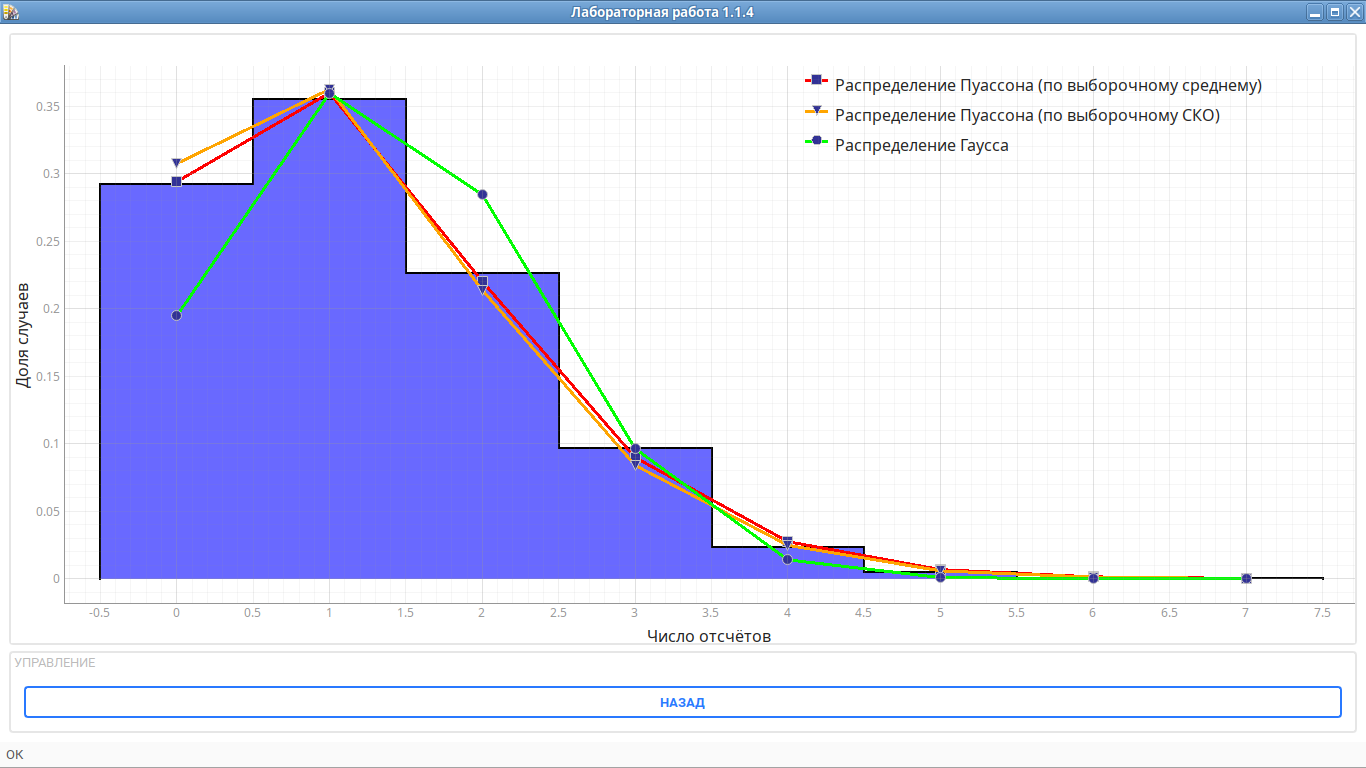 Лабораторная работа 1.1.4
Распределение Пуассона (по выборочному среднему)
Распределение Пуассона (по выборочному СКО)
Распределение Гаусса
Доля случаев
0.35
0.3
0.25
0.2
0.15
0.1
0.05
0
-0.5 0 0.5 1 1.5 2 2.5 3 3.5 4 4.5 5 5.5 6 6.5 7 7.5
Число отсчётов
УПРАВЛЕНИЕ
НАЗАД
ОК